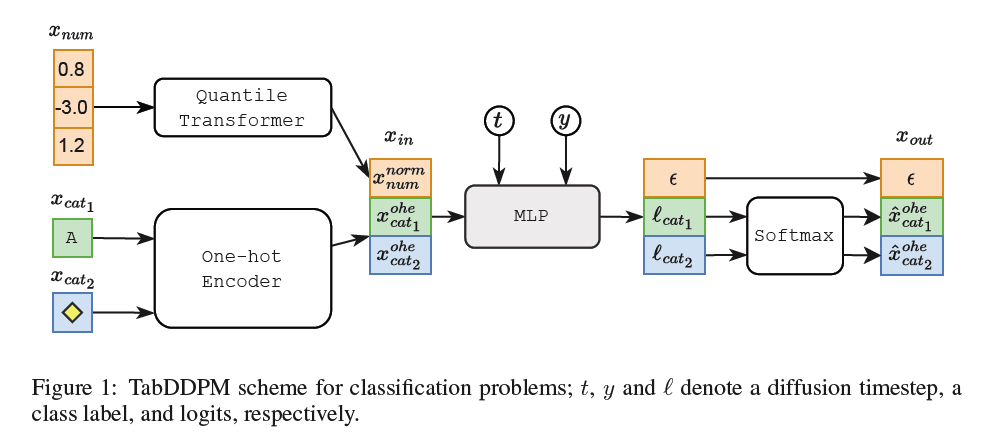 x_num
0.8
-3.0
1.2
Quantile
Transformer
x_cat₁
A
x_cat₂
One-hot
Encoder
x_in
x_num^norm
x_cat₁^ohe
x_cat₂^ohe
t
y
MLP
ϵ
ℓ_cat₁
ℓ_cat₂
Softmax
x_out
ϵ
x̂_cat₁^ohe
x̂_cat₂^ohe
Figure 1: TabDDPM scheme for classification problems; t, y and ℓ denote a diffusion timestep, a
class label, and logits, respectively.